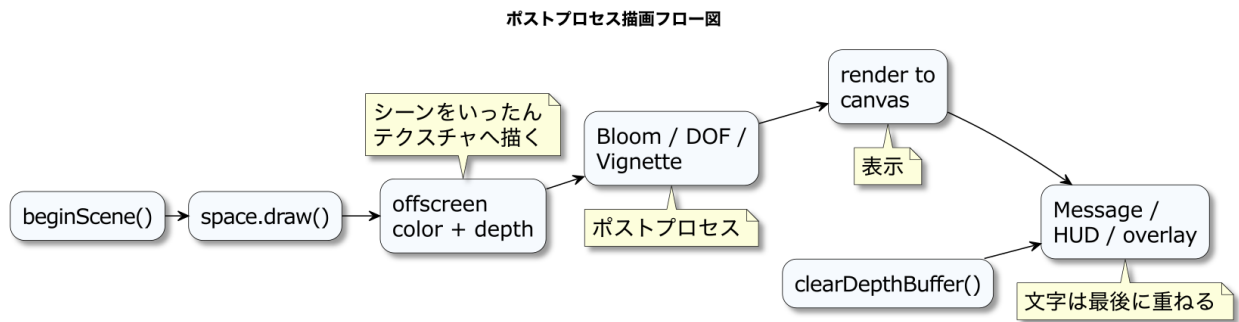 ポストプロセス描画フロー図
beginScene()
space.draw()
シーンをいったん
テクスチャへ描く
offscreen
color + depth
Bloom / DOF /
Vignette
ポストプロセス
render to
canvas
表示
clearDepthBuffer()
Message /
HUD / overlay
文字は最後に重ねる